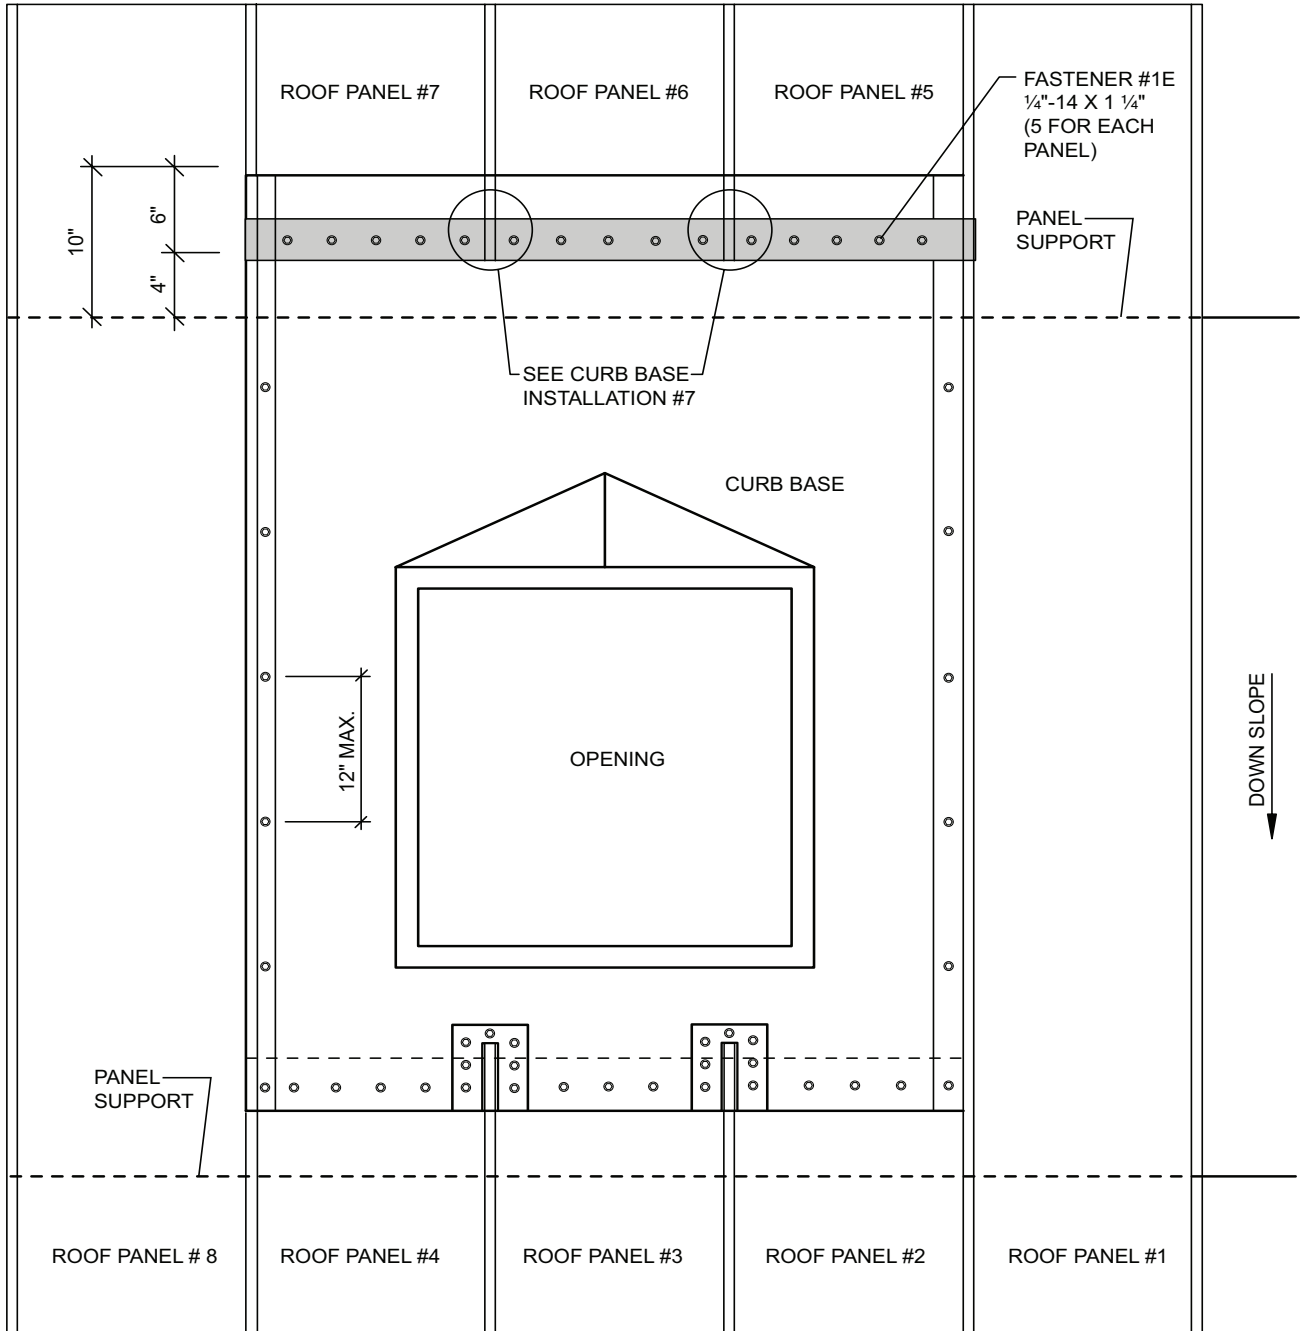 ROOF PANEL #7
ROOF PANEL #6
ROOF PANEL #5
FASTENER #1E
¼"-14 X 1 ¼"
(5 FOR EACH
PANEL)
10"
6"
4"
PANEL
SUPPORT
SEE CURB BASE
INSTALLATION #7
CURB BASE
12" MAX.
OPENING
DOWN SLOPE
PANEL
SUPPORT
ROOF PANEL # 8
ROOF PANEL #4
ROOF PANEL #3
ROOF PANEL #2
ROOF PANEL #1